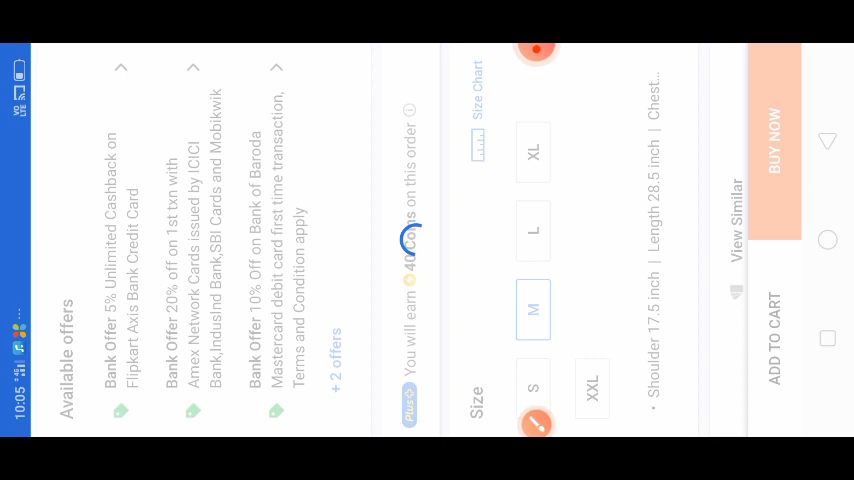 10:05 4G VO LTE
Available offers
Bank Offer 5% Unlimited Cashback on
Flipkart Axis Bank Credit Card
Bank Offer 20% off on 1st txn with
Amex Network Cards issued by ICICI
Bank,IndusInd Bank,SBI Cards and Mobikwik
Bank Offer 10% Off on Bank of Baroda
Mastercard debit card first time transaction,
Terms and Condition apply
+ 2 offers
Plus You will earn 40 Coins on this order
Size Size Chart
S M L XL
XXL
• Shoulder 17.5 inch | Length 28.5 inch | Chest...
View Similar
ADD TO CART BUY NOW